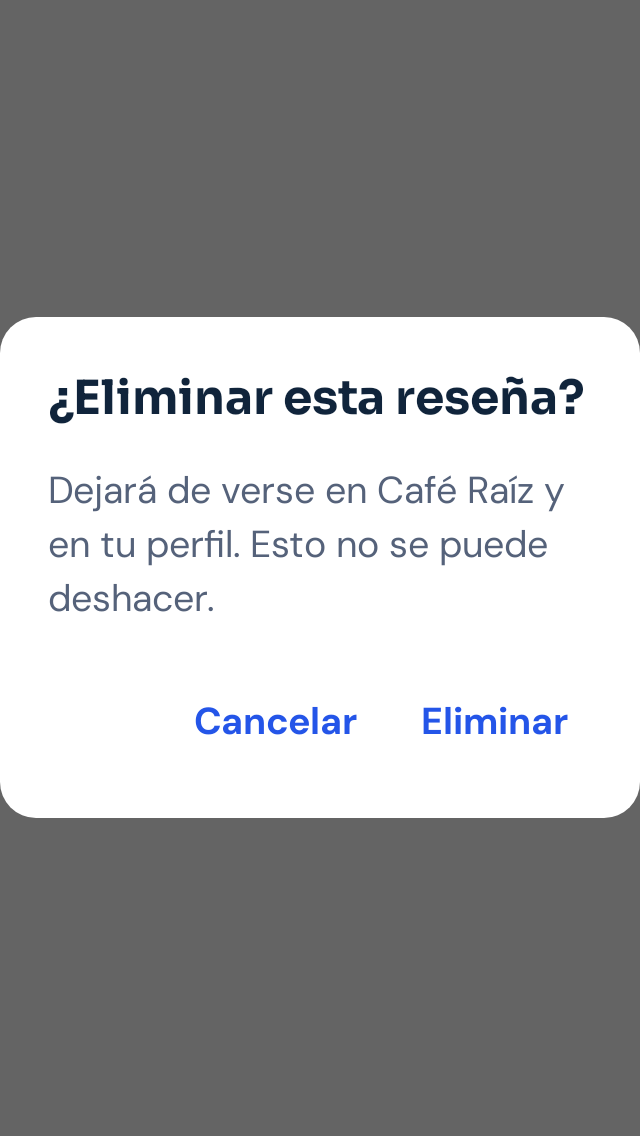 ¿Eliminar esta reseña?
Dejará de verse en Café Raíz y
en tu perfil. Esto no se puede
deshacer.
Cancelar Eliminar